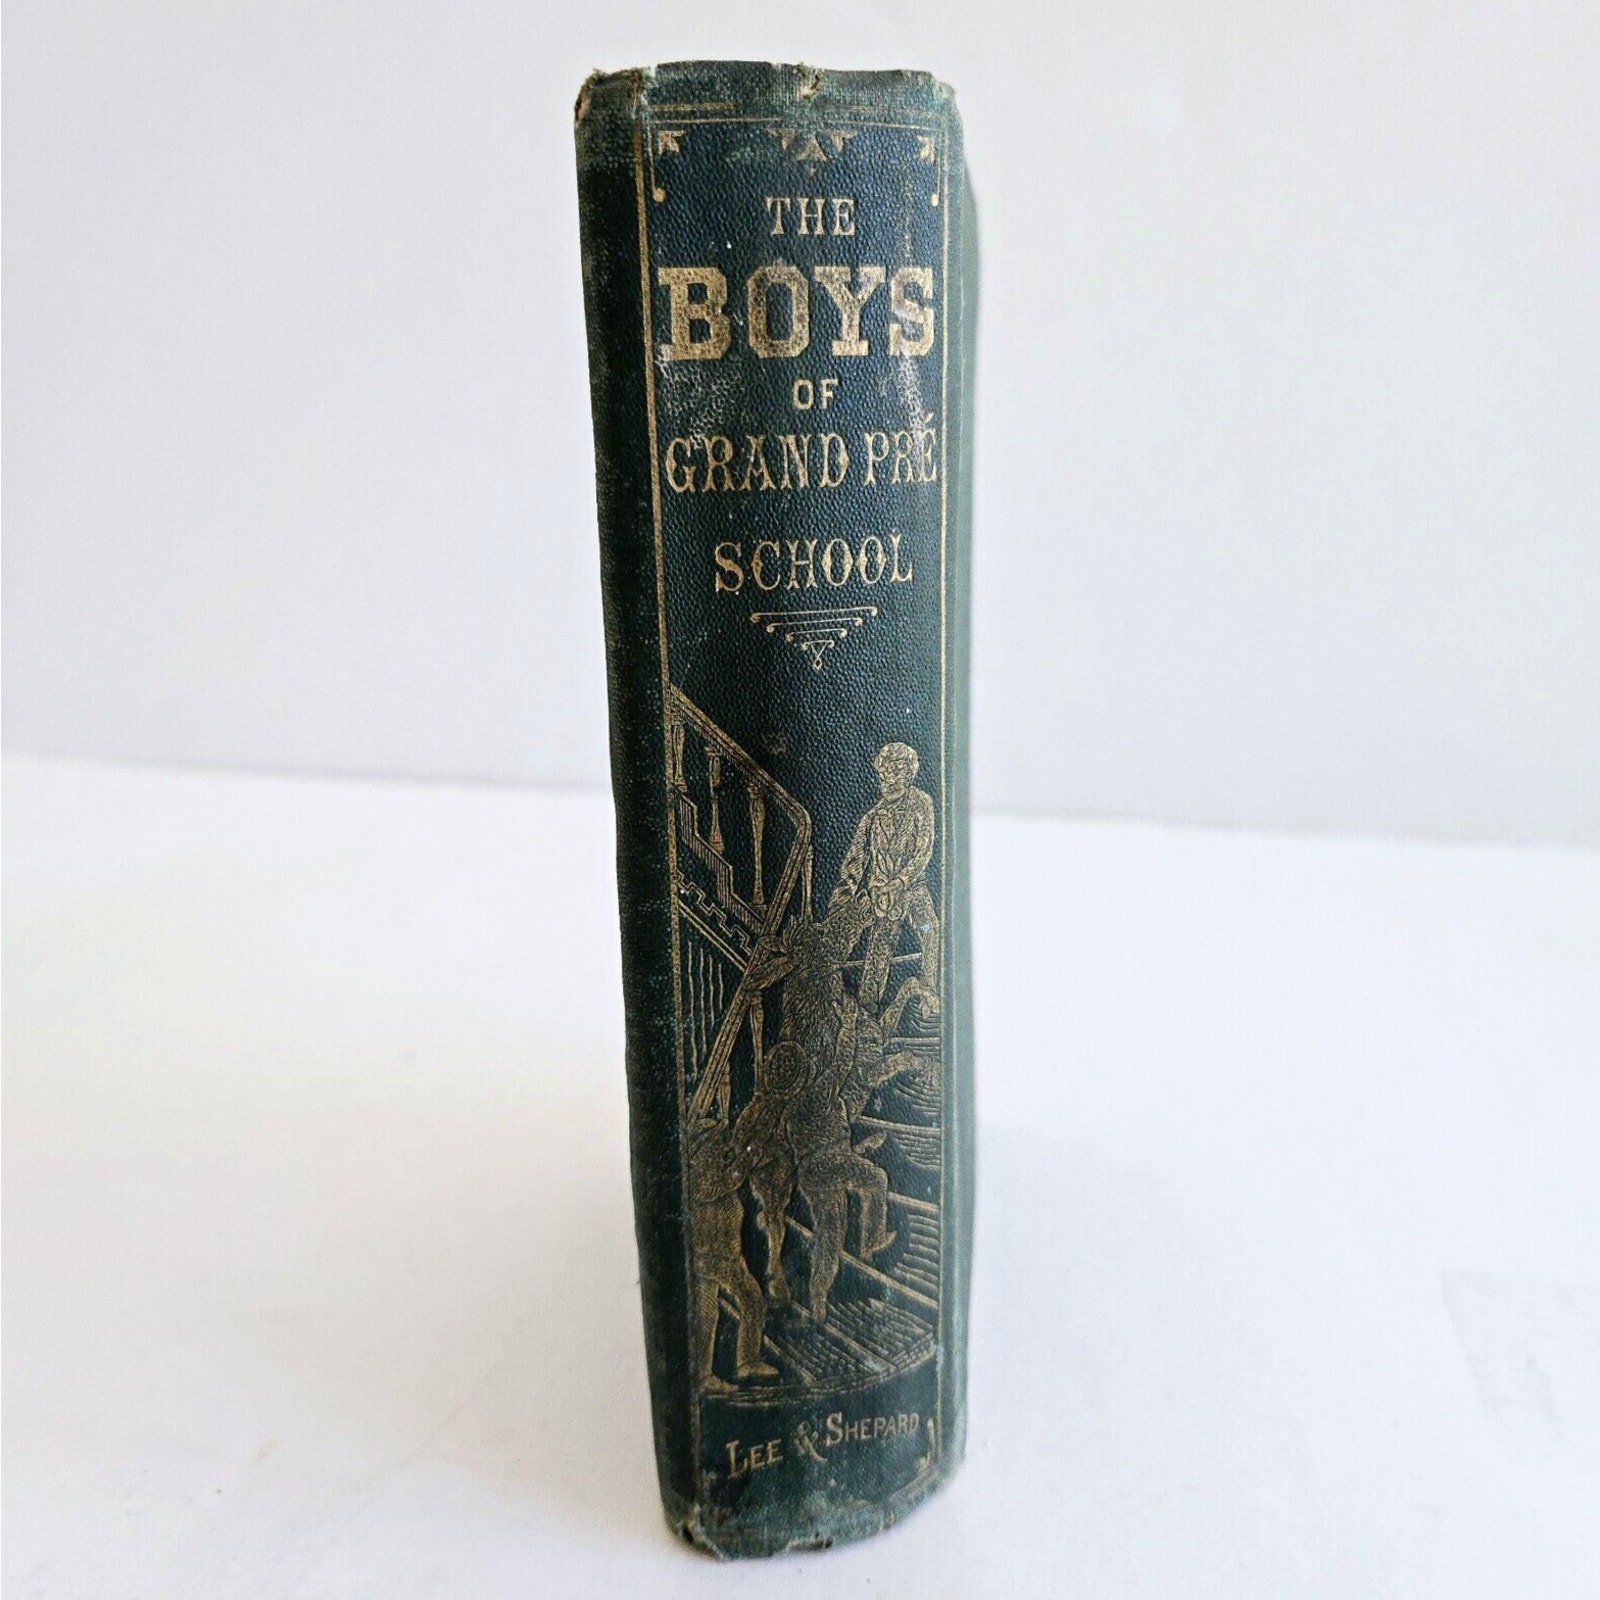 THE
BOYS
OF
GRAND PRÉ
SCHOOL
LEE & SHEPARD